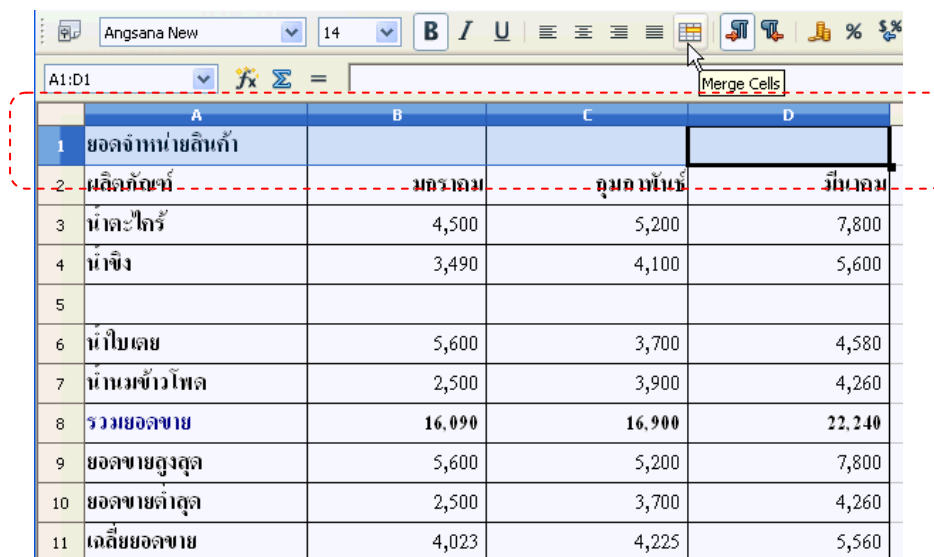 Angsana New 14 B I U %
A1:D1 =
Merge Cells
A B C D
1 ยอดจำหน่ายสินค้า
2 ผลิตภัณฑ์ มกราคม กุมภาพันธ์ มีนาคม
3 น้ำตะไคร้ 4,500 5,200 7,800
4 น้ำขิง 3,490 4,100 5,600
5
6 น้ำใบเตย 5,600 3,700 4,580
7 น้ำนมข้าวโพด 2,500 3,900 4,260
8 รวมยอดขาย 16,090 16,900 22,240
9 ยอดขายสูงสุด 5,600 5,200 7,800
10 ยอดขายต่ำสุด 2,500 3,700 4,260
11 เฉลี่ยยอดขาย 4,023 4,225 5,560